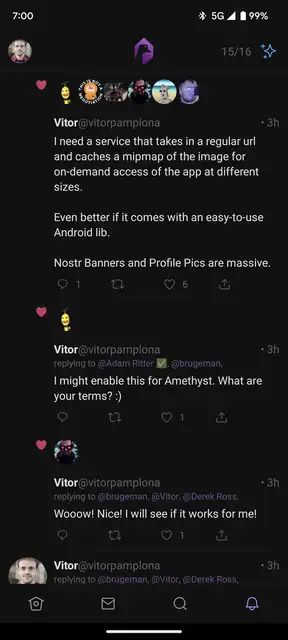 7:00
5G
99%
15/16
Vitor@vitorpamplona • 3h
I need a service that takes in a regular url
and caches a mipmap of the image for
on-demand access of the app at different
sizes.
Even better if it comes with an easy-to-use
Android lib.
Nostr Banners and Profile Pics are massive.
1 6
Vitor@vitorpamplona • 3h
replying to @Adam Ritter ✅, @brugeman,
I might enable this for Amethyst. What are
your terms? :)
1
Vitor@vitorpamplona • 3h
replying to @brugeman, @Vitor, @Derek Ross,
Wooow! Nice! I will see if it works for me!
1
Vitor@vitorpamplona • 3h
replying to @brugeman, @Vitor, @Derek Ross,